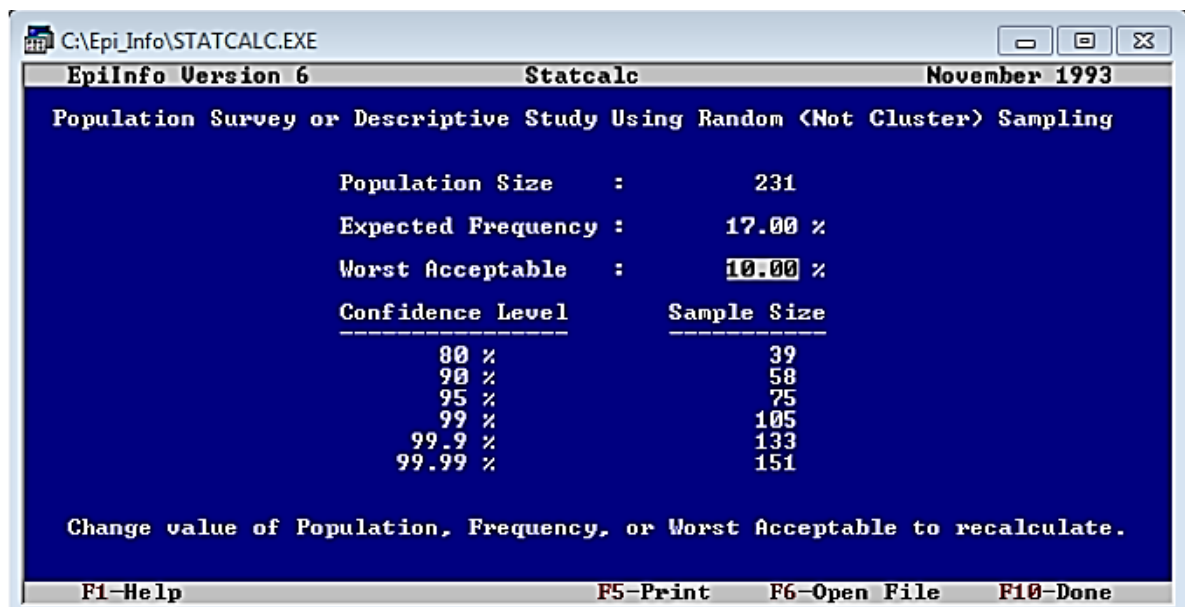 C:\Epi_Info\STATCALC.EXE
EpiInfo Version 6 Statcalc November 1993
Population Survey or Descriptive Study Using Random (Not Cluster) Sampling
Population Size : 231
Expected Frequency : 17.00 %
Worst Acceptable : 10.00 %
Confidence Level Sample Size
80 % 39
90 % 58
95 % 75
99 % 105
99.9 % 133
99.99 % 151
Change value of Population, Frequency, or Worst Acceptable to recalculate.
F1-Help F5-Print F6-Open File F10-Done